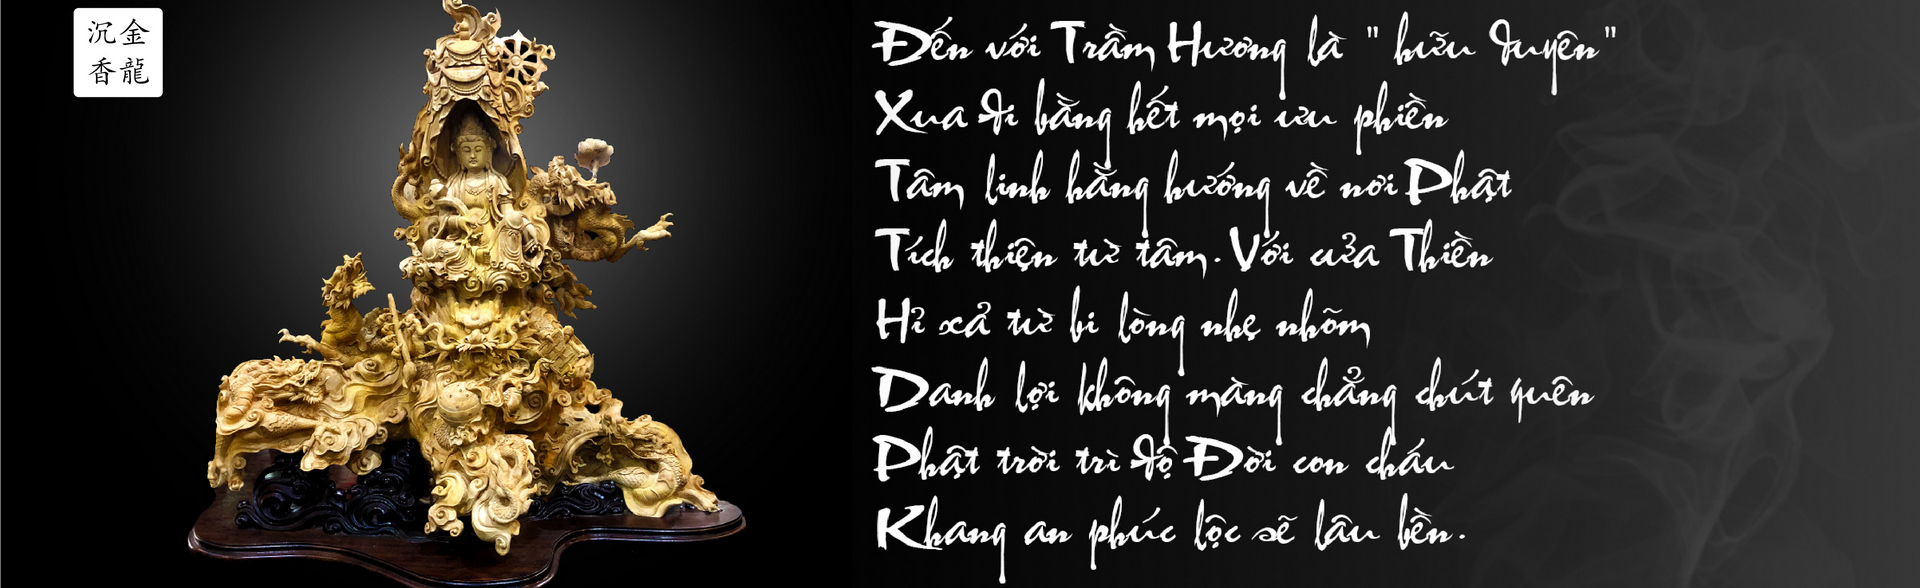 沉金
香龍
Đến với Trầm Hương là " hữu duyên"
Xua đi bằng hết mọi ưu phiền
Tâm linh hằng hướng về nơi Phật
Tích thiện từ tâm. Với cửa Thiền
Hỉ xả từ bi lòng nhẹ nhõm
Danh lợi không màng chẳng chút quên
Phật trời trì độ Đời con cháu
Khang an phúc lộc sẽ lâu bền.